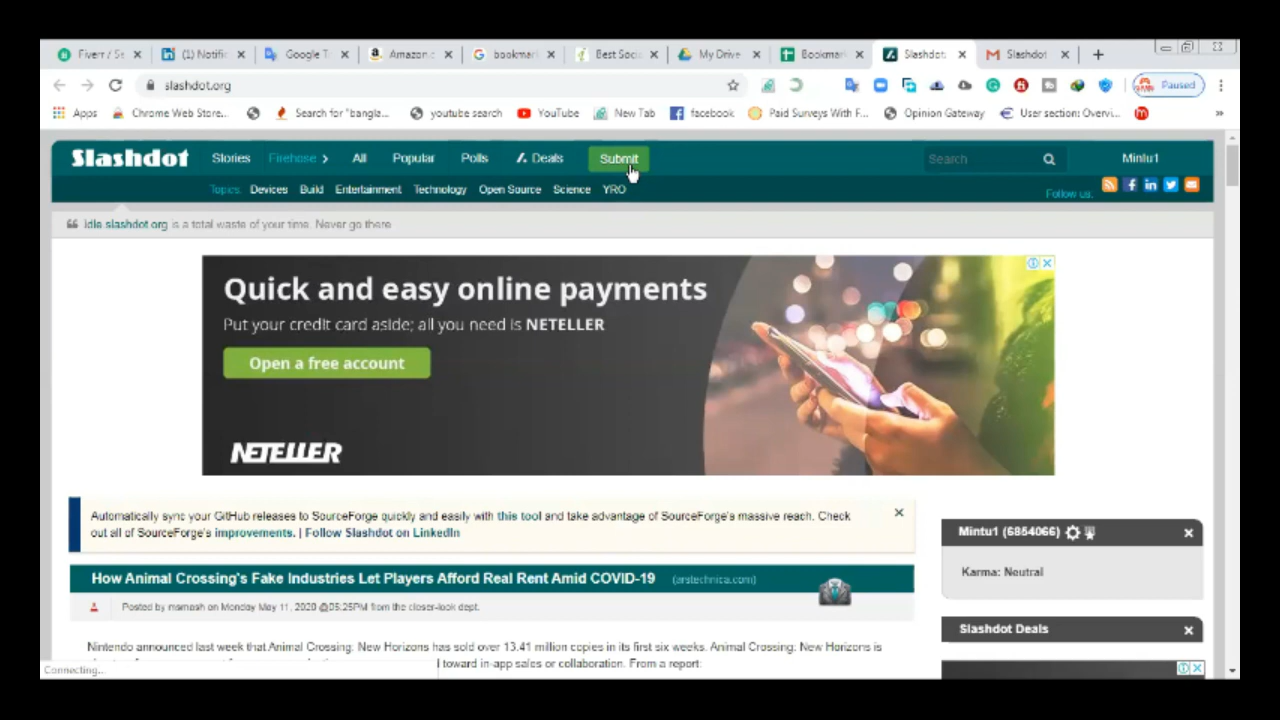 Fiverr / Se
(1) Notific
Google T
Amazon.c
bookmark
Best Soci
My Drive
Bookmar
Slashdot:
Slashdot
slashdot.org
Paused
Apps
Chrome Web Store...
Search for "bangla...
youtube search
YouTube
New Tab
facebook
Paid Surveys With F...
Opinion Gateway
User section: Overvi...
»
Slashdot
Stories
Firehose >
All
Popular
Polls
Deals
Submit
Search
Mintu1
Topics:
Devices
Build
Entertainment
Technology
Open Source
Science
YRO
Follow us:
idle.slashdot.org is a total waste of your time. Never go there
Quick and easy online payments
Put your credit card aside; all you need is NETELLER
Open a free account
NETELLER
Automatically sync your GitHub releases to SourceForge quickly and easily with this tool and take advantage of SourceForge's massive reach. Check
out all of SourceForge's improvements. | Follow Slashdot on LinkedIn
How Animal Crossing's Fake Industries Let Players Afford Real Rent Amid COVID-19 (arstechnica.com)
Posted by msmash on Monday May 11, 2020 @05:25PM from the closer-look dept.
Nintendo announced last week that Animal Crossing: New Horizons has sold over 13.41 million copies in its first six weeks. Animal Crossing: New Horizons is
toward in-app sales or collaboration. From a report:
Mintu1 (6854066)
Karma: Neutral
Slashdot Deals
Connecting...